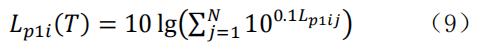 L_{p1i}(T) = 10 lg(∑_{j=1}^{N} 10^{0.1L_{p1ij}}) （9）